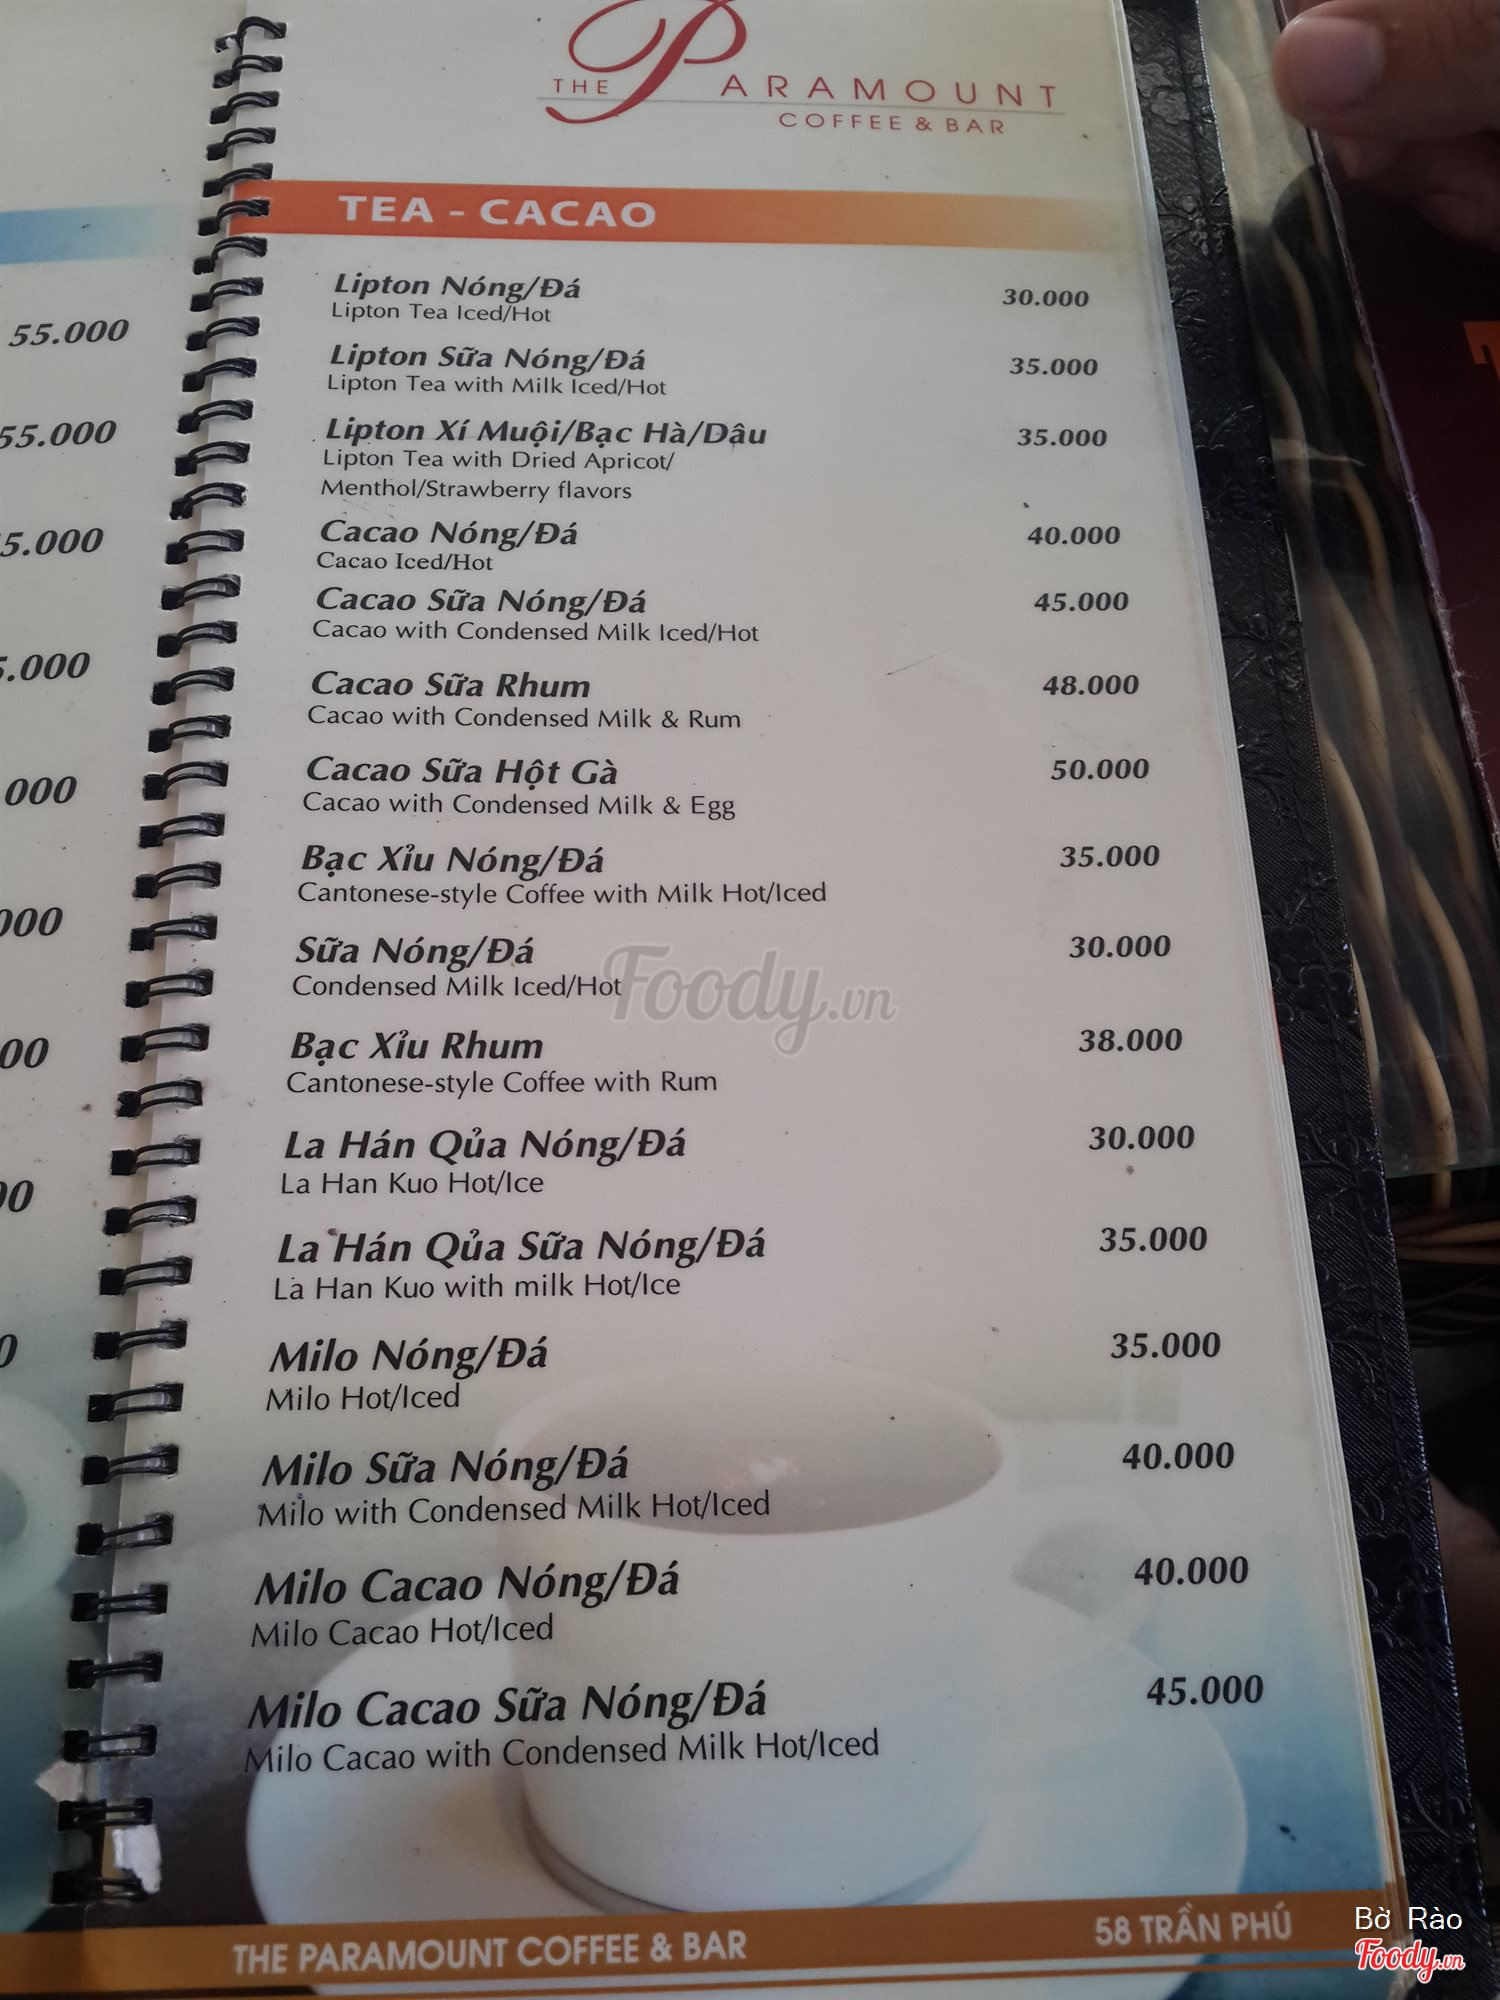 THE PARAMOUNT
COFFEE & BAR
TEA - CACAO
Lipton Nóng/Đá 30.000
Lipton Tea Iced/Hot
Lipton Sữa Nóng/Đá 35.000
Lipton Tea with Milk Iced/Hot
Lipton Xí Muội/Bạc Hà/Dâu 35.000
Lipton Tea with Dried Apricot/
Menthol/Strawberry flavors
Cacao Nóng/Đá 40.000
Cacao Iced/Hot
Cacao Sữa Nóng/Đá 45.000
Cacao with Condensed Milk Iced/Hot
Cacao Sữa Rhum 48.000
Cacao with Condensed Milk & Rum
Cacao Sữa Hột Gà 50.000
Cacao with Condensed Milk & Egg
Bạc Xỉu Nóng/Đá 35.000
Cantonese-style Coffee with Milk Hot/Iced
Sữa Nóng/Đá 30.000
Condensed Milk Iced/Hot
Foody.vn
Bạc Xỉu Rhum 38.000
Cantonese-style Coffee with Rum
La Hán Qủa Nóng/Đá 30.000
La Han Kuo Hot/Ice
La Hán Qủa Sữa Nóng/Đá 35.000
La Han Kuo with milk Hot/Ice
Milo Nóng/Đá 35.000
Milo Hot/Iced
Milo Sữa Nóng/Đá 40.000
Milo with Condensed Milk Hot/Iced
Milo Cacao Nóng/Đá 40.000
Milo Cacao Hot/Iced
Milo Cacao Sữa Nóng/Đá 45.000
Milo Cacao with Condensed Milk Hot/Iced
THE PARAMOUNT COFFEE & BAR 58 TRẦN PHÚ
55.000
55.000
Bờ Rào
Foody.vn